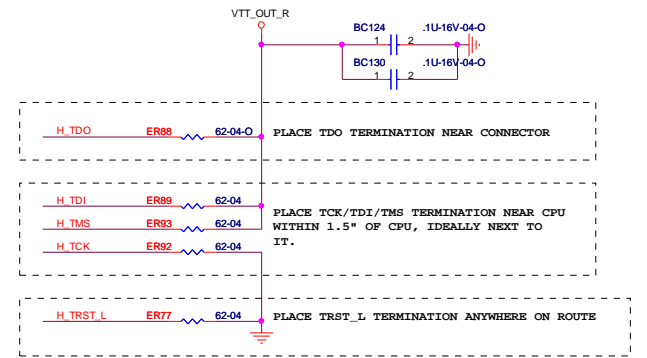 VTT_OUT_R
BC124 .1U-16V-04-O
1 2
BC130 .1U-16V-04-O
1 2
H_TDO ER88 62-04-O PLACE TDO TERMINATION NEAR CONNECTOR
H_TDI ER89 62-04
PLACE TCK/TDI/TMS TERMINATION NEAR CPU
H_TMS ER93 62-04
WITHIN 1.5" OF CPU, IDEALLY NEXT TO
IT.
H_TCK ER92 62-04
H_TRST_L ER77 62-04 PLACE TRST_L TERMINATION ANYWHERE ON ROUTE